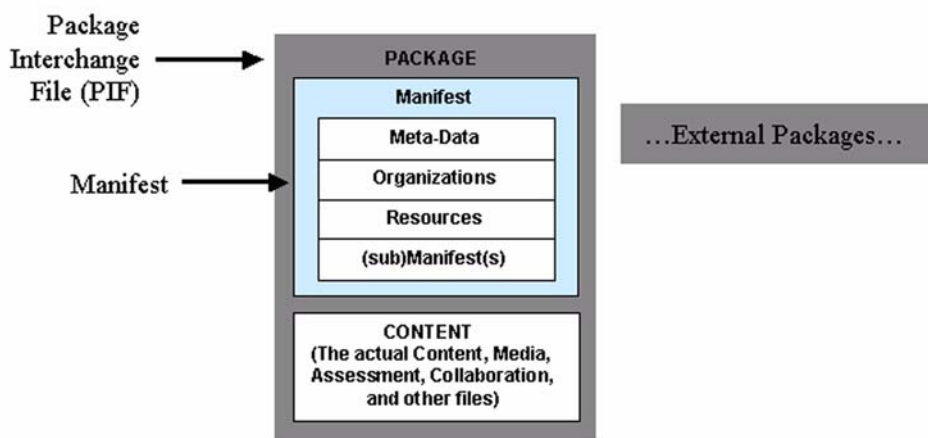 Package
Interchange
File (PIF)
PACKAGE
Manifest
Meta-Data
Organizations
Resources
(sub)Manifest(s)
Manifest
…External Packages…
CONTENT
(The actual Content, Media,
Assessment, Collaboration,
and other files)